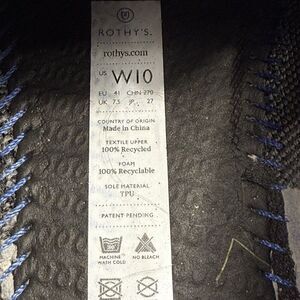 ROTHY'S.
rothys.com
US W10
EU 41 CHN 270
UK 7.5 JP. 27
COUNTRY OF ORIGIN
Made in China
TEXTILE UPPER
100% Recycled
FOAM
100% Recyclable
SOLE MATERIAL
TPU
PATENT PENDING
MACHINE NO BLEACH
WASH COLD